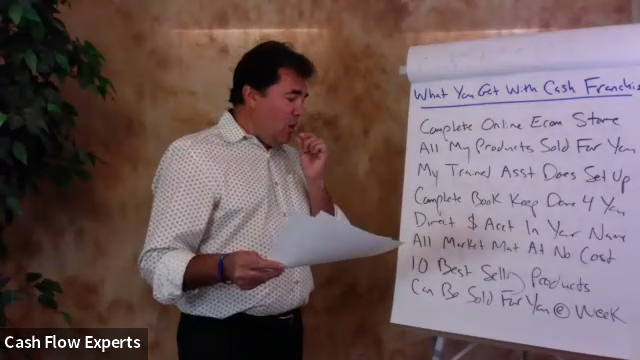 What You Get With Cash Franchis
Complete Online Ecom Store
All My Products Sold For You
My Trained Asst Does Set Up
Complete Book Keep Done 4 You
Direct $ Acct In Your Name
All Market Mat At No Cost
10 Best Selling Products
Can Be Sold For You @ Week
Cash Flow Experts